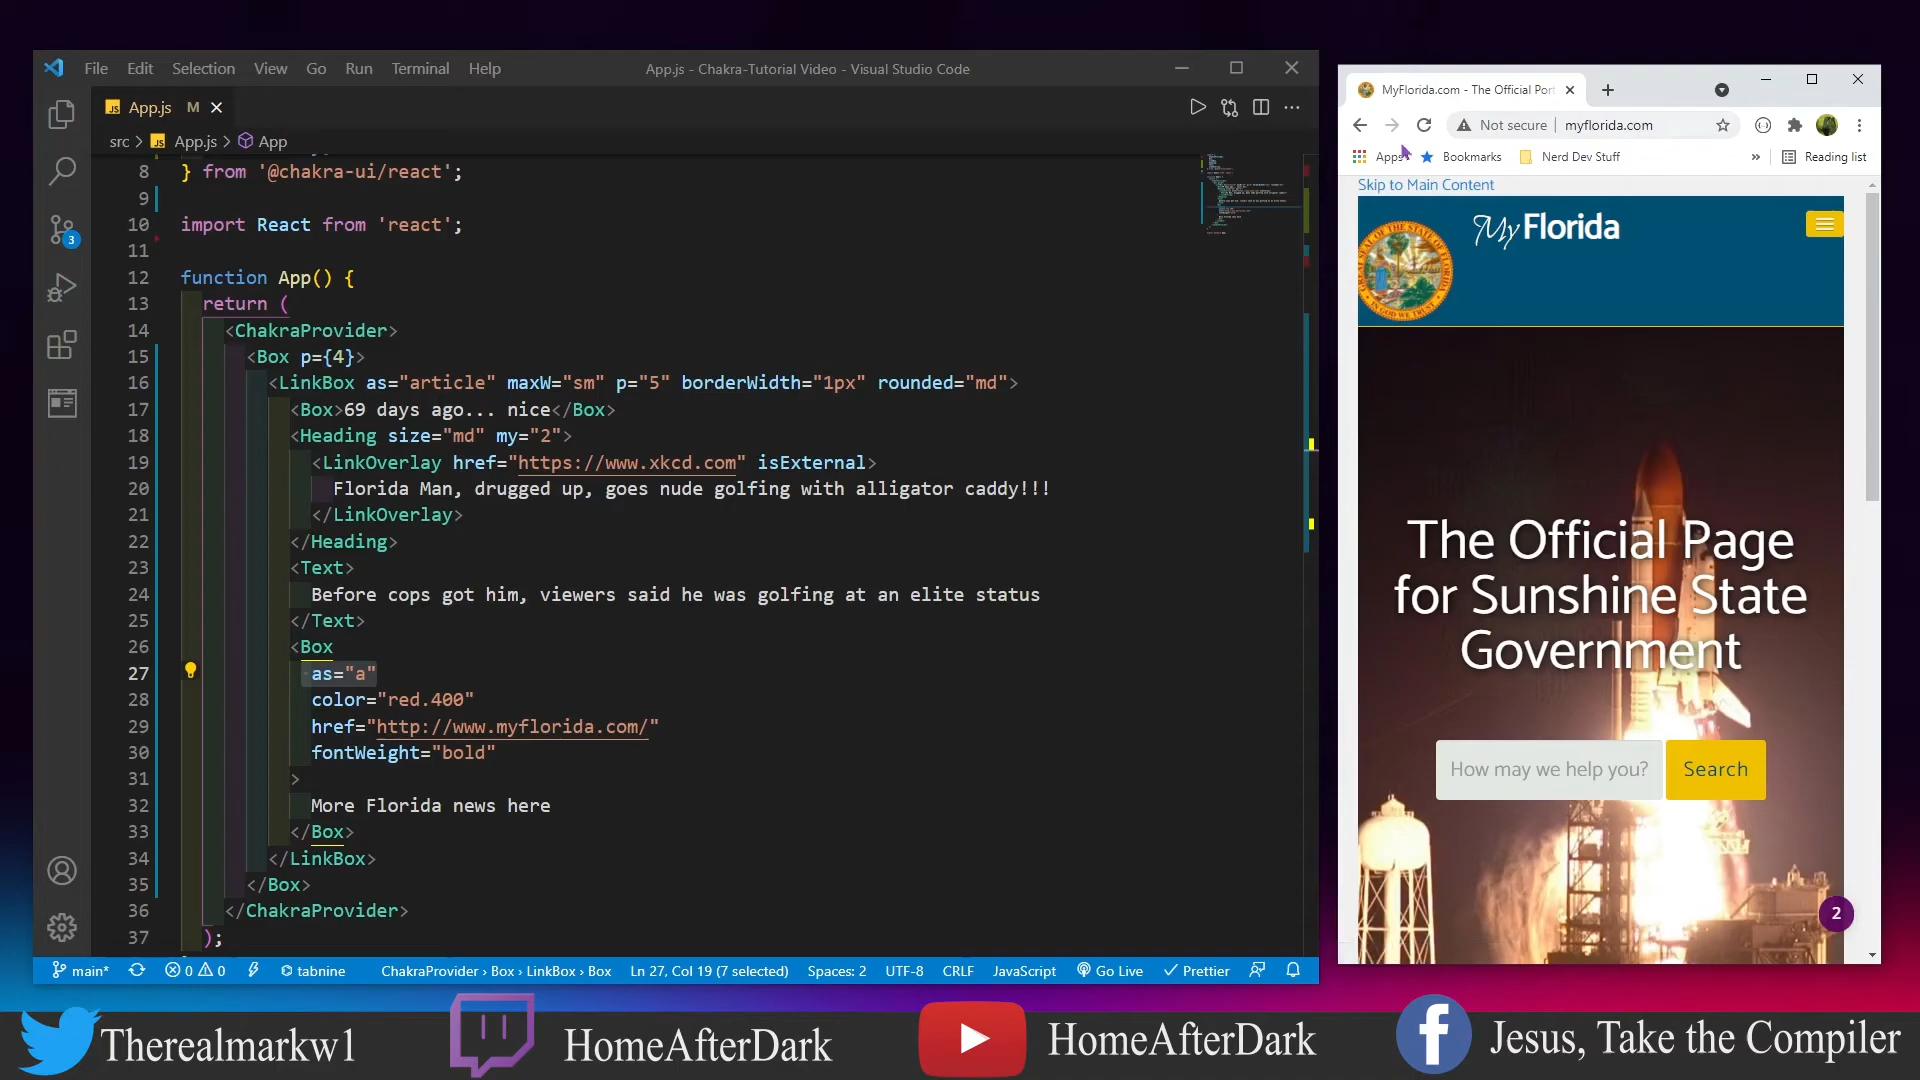 File Edit Selection View Go Run Terminal Help
App.js - Chakra-Tutorial Video - Visual Studio Code
JS App.js M
src > JS App.js > App
8 } from '@chakra-ui/react';
9
10 import React from 'react';
11
12 function App() {
13 return (
14 <ChakraProvider>
15 <Box p={4}>
16 <LinkBox as="article" maxW="sm" p="5" borderWidth="1px" rounded="md">
17 <Box>69 days ago... nice</Box>
18 <Heading size="md" my="2">
19 <LinkOverlay href="https://www.xkcd.com" isExternal>
20 Florida Man, drugged up, goes nude golfing with alligator caddy!!!
21 </LinkOverlay>
22 </Heading>
23 <Text>
24 Before cops got him, viewers said he was golfing at an elite status
25 </Text>
26 <Box
27 as="a"
28 color="red.400"
29 href="http://www.myflorida.com/"
30 fontWeight="bold"
31 >
32 More Florida news here
33 </Box>
34 </LinkBox>
35 </Box>
36 </ChakraProvider>
37 );
3
main* 0 0 tabnine ChakraProvider › Box › LinkBox › Box Ln 27, Col 19 (7 selected) Spaces: 2 UTF-8 CRLF JavaScript Go Live Prettier
MyFlorida.com - The Official Port
Not secure | myflorida.com
Apps Bookmarks Nerd Dev Stuff » Reading list
Skip to Main Content
My Florida
The Official Page
for Sunshine State
Government
How may we help you? Search
2
Therealmarkw1
HomeAfterDark
HomeAfterDark
Jesus, Take the Compiler